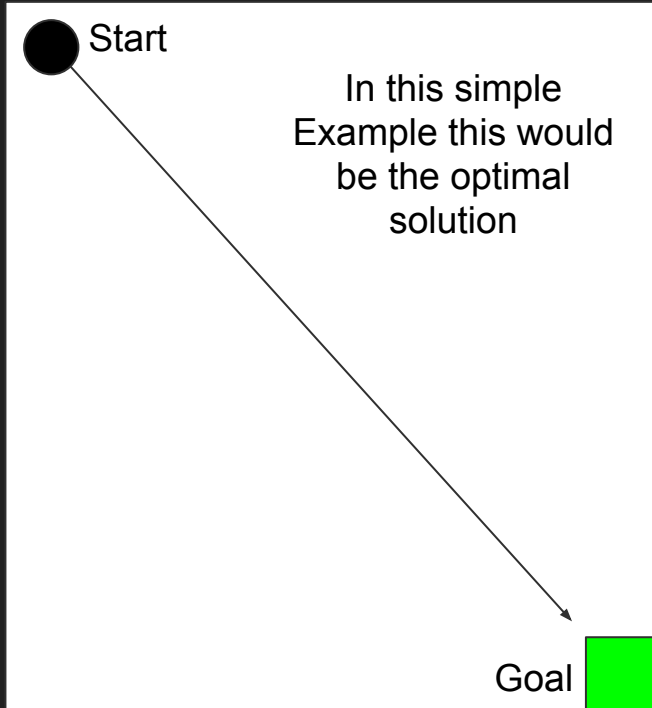 Start
In this simple
Example this would
be the optimal
solution
Goal